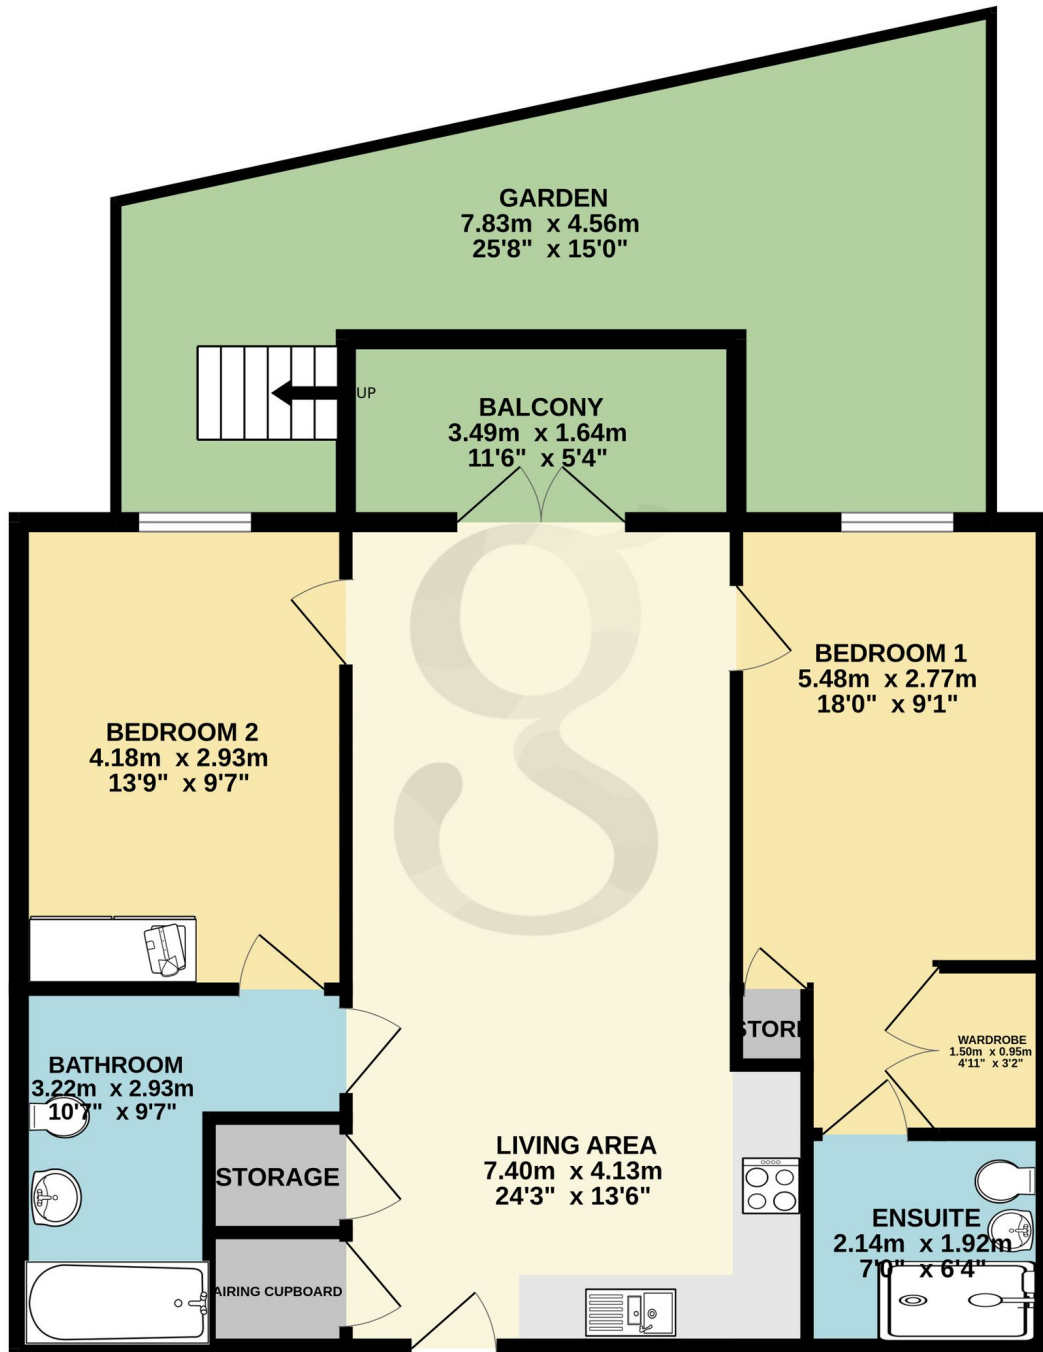 GARDEN
7.83m x 4.56m
25'8" x 15'0"
UP
BALCONY
3.49m x 1.64m
11'6" x 5'4"
BEDROOM 1
5.48m x 2.77m
18'0" x 9'1"
BEDROOM 2
4.18m x 2.93m
13'9" x 9'7"
WARDROBE
1.50m x 0.95m
4'11" x 3'2"
STORE
BATHROOM
3.22m x 2.93m
10'7" x 9'7"
LIVING AREA
7.40m x 4.13m
24'3" x 13'6"
STORAGE
ENSUITE
2.14m x 1.92m
7'0" x 6'4"
AIRING CUPBOARD
g